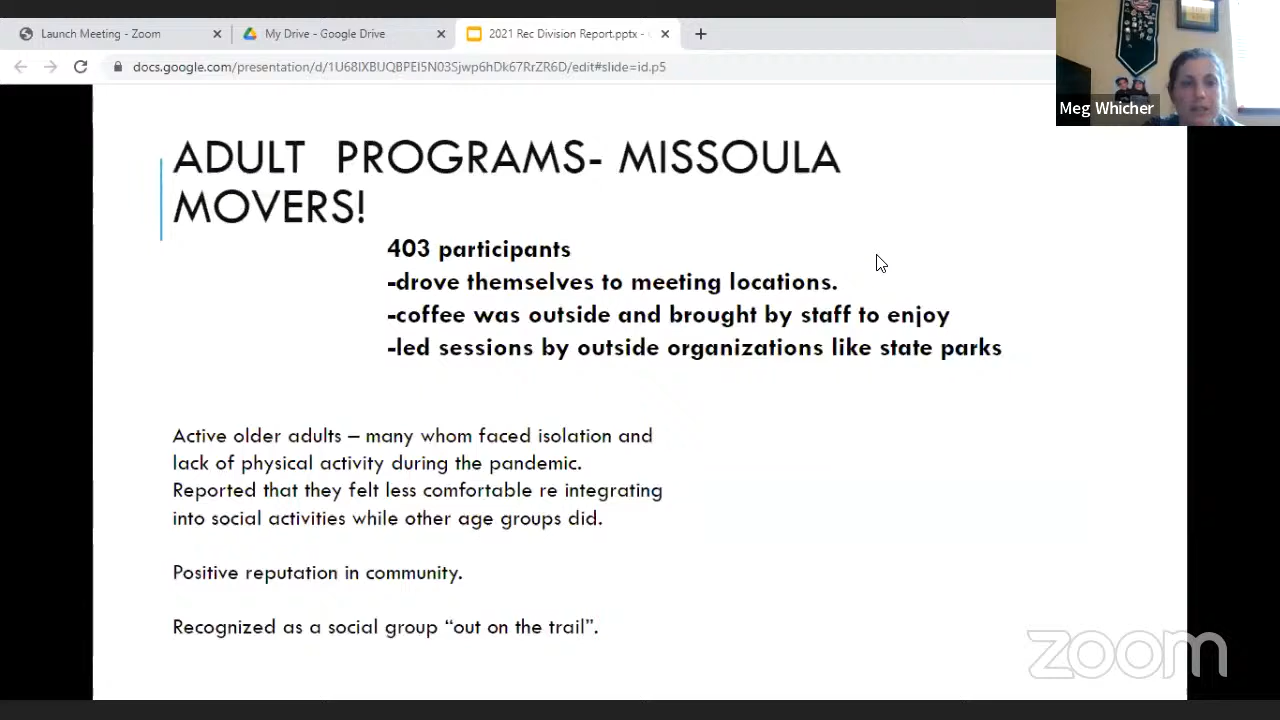 Launch Meeting - Zoom
My Drive - Google Drive
2021 Rec Division Report.pptx -
docs.google.com/presentation/d/1U68IXBUQBPEI5N03Sjwp6hDk67RrZR6D/edit#slide=id.p5
Meg Whicher
ADULT PROGRAMS- MISSOULA
MOVERS!
403 participants
-drove themselves to meeting locations.
-coffee was outside and brought by staff to enjoy
-led sessions by outside organizations like state parks
Active older adults – many whom faced isolation and
lack of physical activity during the pandemic.
Reported that they felt less comfortable re integrating
into social activities while other age groups did.
Positive reputation in community.
Recognized as a social group “out on the trail”.
zoom